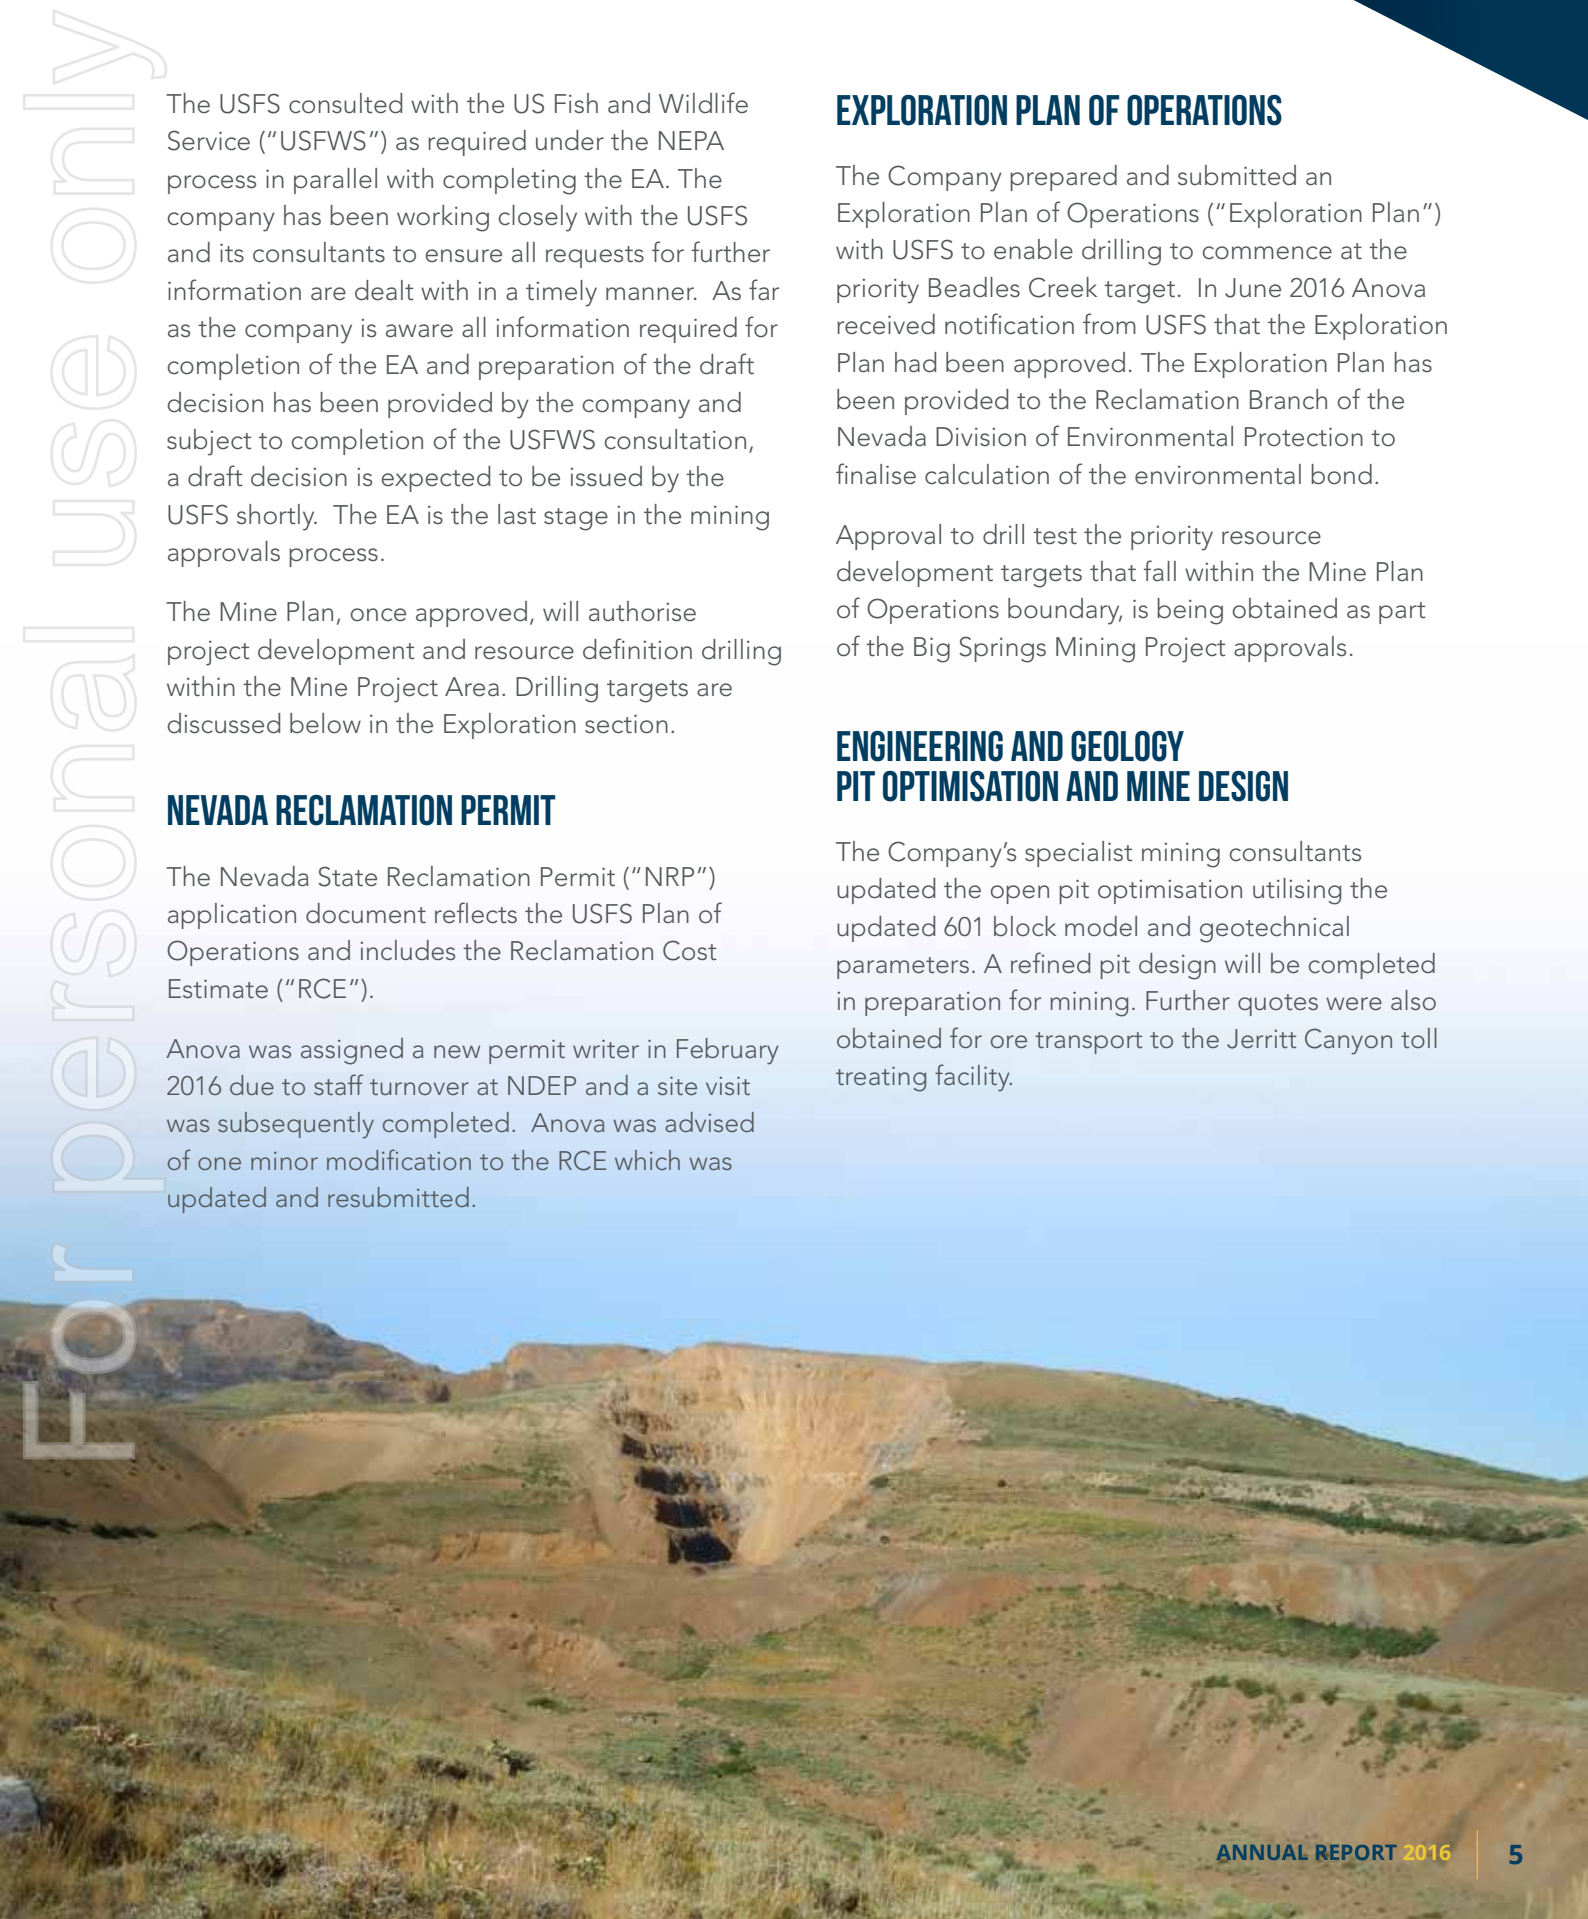 For personal use only
The USFS consulted with the US Fish and Wildlife
Service (“USFWS”) as required under the NEPA
process in parallel with completing the EA. The
company has been working closely with the USFS
and its consultants to ensure all requests for further
information are dealt with in a timely manner.  As far
as the company is aware all information required for
completion of the EA and preparation of the draft
decision has been provided by the company and
subject to completion of the USFWS consultation,
a draft decision is expected to be issued by the
USFS shortly.  The EA is the last stage in the mining
approvals process.
The Mine Plan, once approved, will authorise
project development and resource definition drilling
within the Mine Project Area. Drilling targets are
discussed below in the Exploration section.
NEVADA RECLAMATION PERMIT
The Nevada State Reclamation Permit (“NRP”)
application document reflects the USFS Plan of
Operations and includes the Reclamation Cost
Estimate (“RCE”).
Anova was assigned a new permit writer in February
2016 due to staff turnover at NDEP and a site visit
was subsequently completed.  Anova was advised
of one minor modification to the RCE which was
updated and resubmitted.
EXPLORATION PLAN OF OPERATIONS
The Company prepared and submitted an
Exploration Plan of Operations (“Exploration Plan”)
with USFS to enable drilling to commence at the
priority Beadles Creek target.  In June 2016 Anova
received notification from USFS that the Exploration
Plan had been approved. The Exploration Plan has
been provided to the Reclamation Branch of the
Nevada Division of Environmental Protection to
finalise calculation of the environmental bond.
Approval to drill test the priority resource
development targets that fall within the Mine Plan
of Operations boundary, is being obtained as part
of the Big Springs Mining Project approvals.
ENGINEERING AND GEOLOGY
PIT OPTIMISATION AND MINE DESIGN
The Company’s specialist mining consultants
updated the open pit optimisation utilising the
updated 601 block model and geotechnical
parameters. A refined pit design will be completed
in preparation for mining. Further quotes were also
obtained for ore transport to the Jerritt Canyon toll
treating facility.
ANNUAL REPORT 2016 5